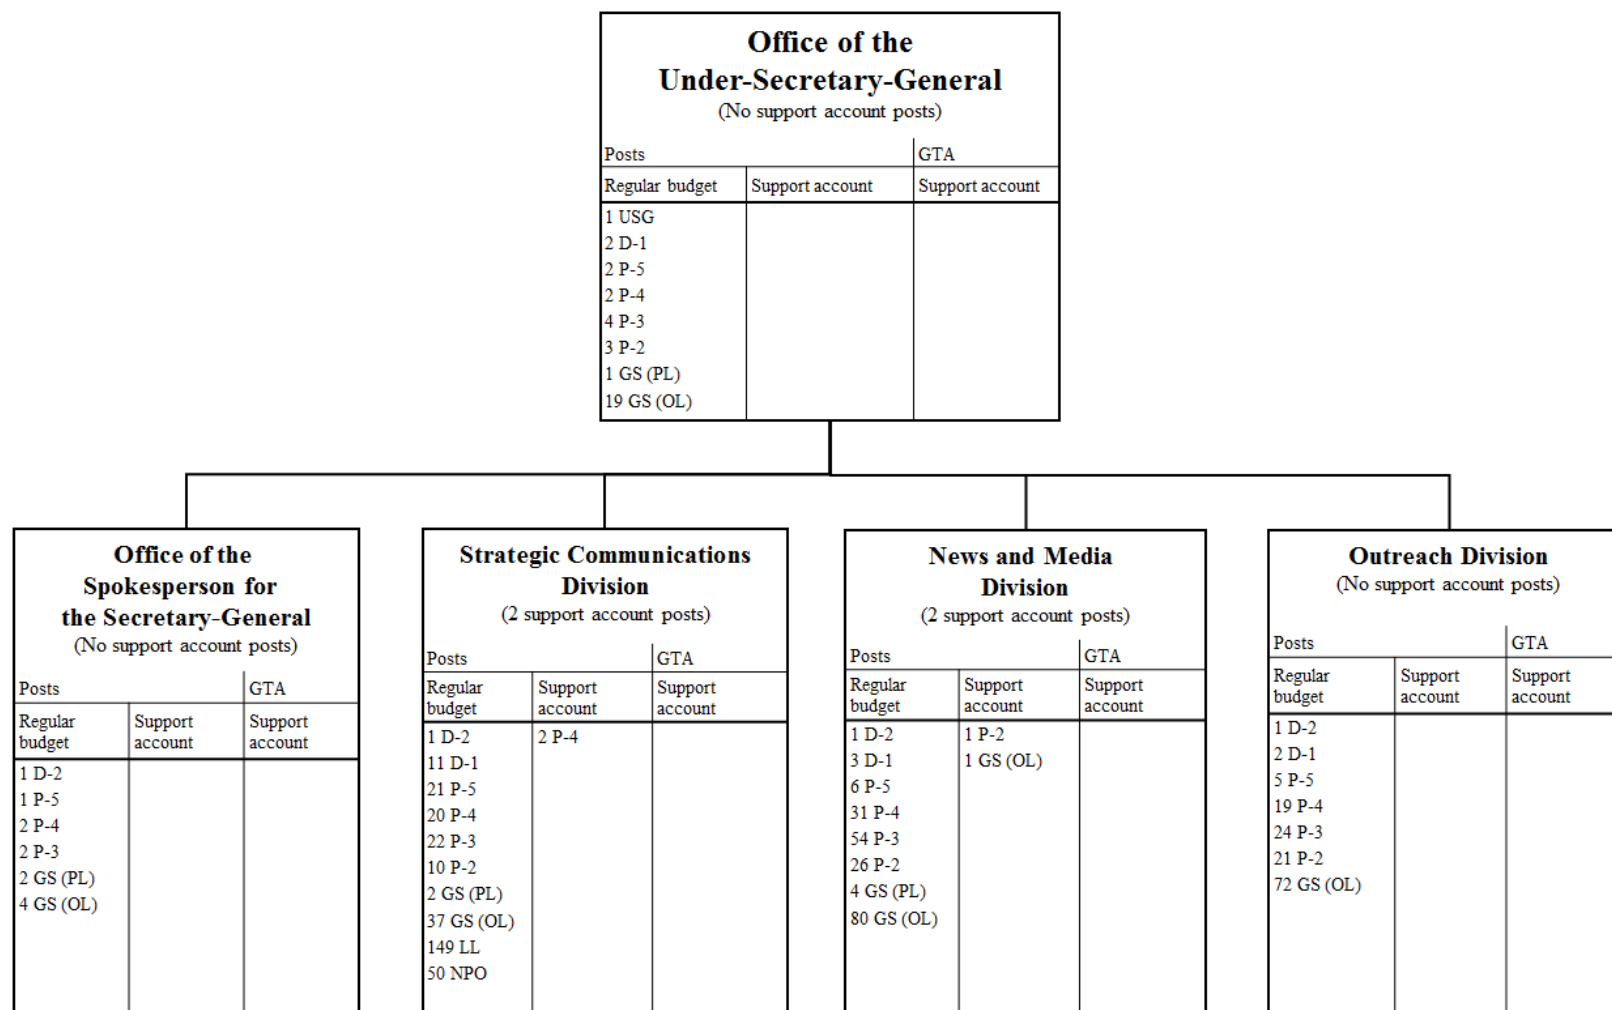 Office of the
Under-Secretary-General
(No support account posts)
Posts
GTA
Regular budget
Support account
Support account
1 USG
2 D-1
2 P-5
2 P-4
4 P-3
3 P-2
1 GS (PL)
19 GS (OL)
Office of the
Spokesperson for
the Secretary-General
(No support account posts)
Posts
GTA
Regular
budget
Support
account
Support
account
1 D-2
1 P-5
2 P-4
2 P-3
2 GS (PL)
4 GS (OL)
Strategic Communications
Division
(2 support account posts)
Posts
GTA
Regular
budget
Support
account
Support
account
1 D-2
11 D-1
21 P-5
20 P-4
22 P-3
10 P-2
2 GS (PL)
37 GS (OL)
149 LL
50 NPO
2 P-4
News and Media
Division
(2 support account posts)
Posts
GTA
Regular
budget
Support
account
Support
account
1 D-2
3 D-1
6 P-5
31 P-4
54 P-3
26 P-2
4 GS (PL)
80 GS (OL)
1 P-2
1 GS (OL)
Outreach Division
(No support account posts)
Posts
GTA
Regular
budget
Support
account
Support
account
1 D-2
2 D-1
5 P-5
19 P-4
24 P-3
21 P-2
72 GS (OL)